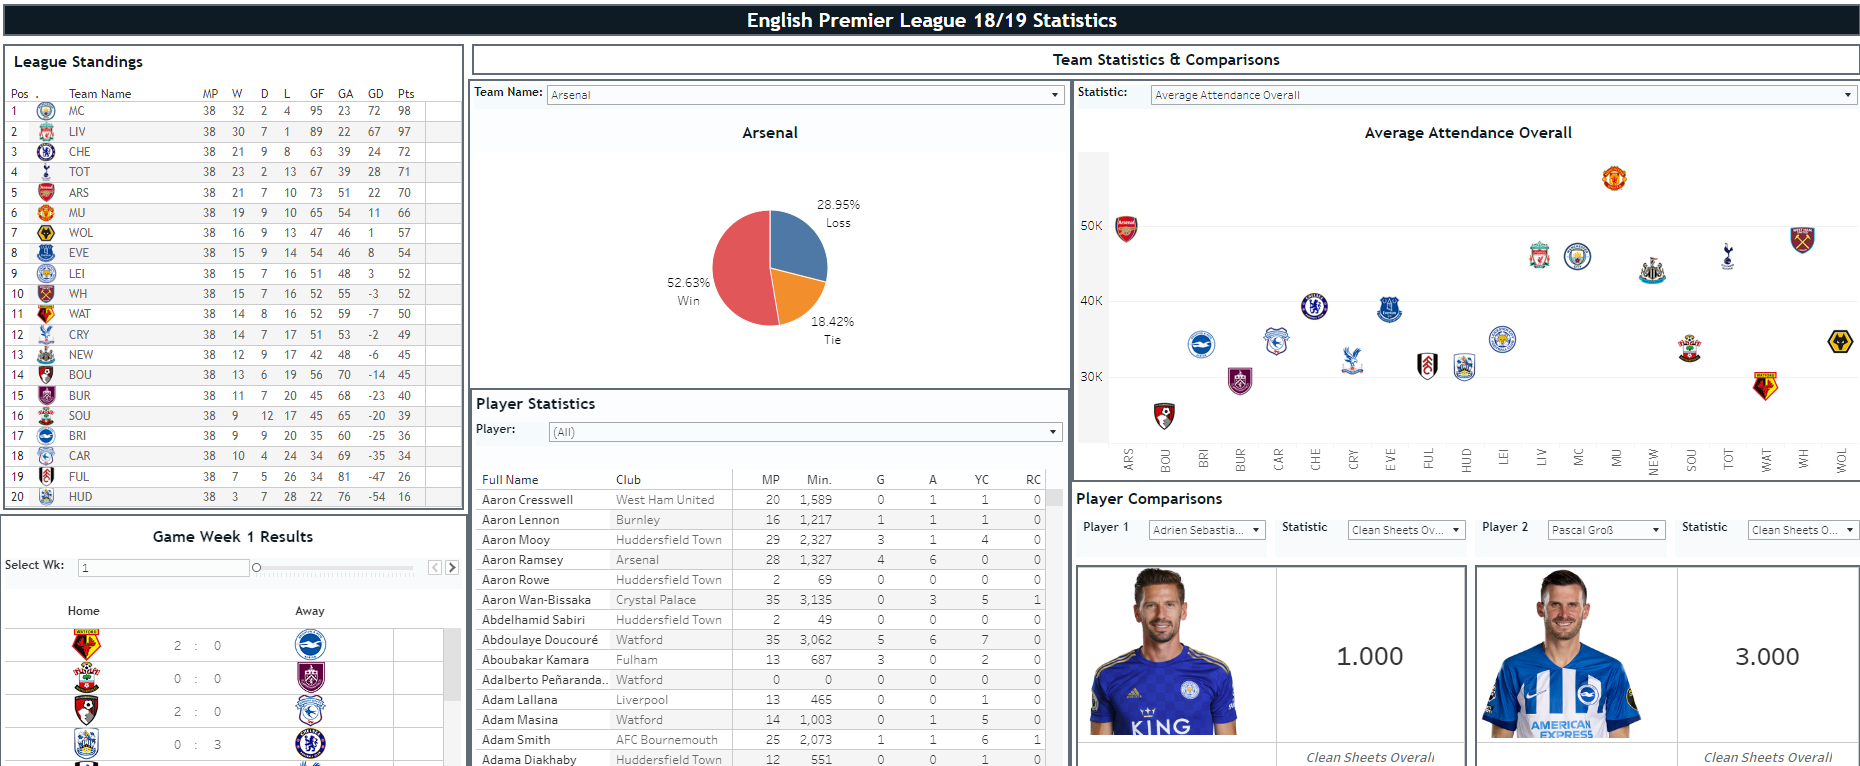 English Premier League 18/19 Statistics
League Standings
Pos . Team Name MP W D L GF GA GD Pts
1 MC 38 32 2 4 95 23 72 98
2 LIV 38 30 7 1 89 22 67 97
3 CHE 38 21 9 8 63 39 24 72
4 TOT 38 23 2 13 67 39 28 71
5 ARS 38 21 7 10 73 51 22 70
6 MU 38 19 9 10 65 54 11 66
7 WOL 38 16 9 13 47 46 1 57
8 EVE 38 15 9 14 54 46 8 54
9 LEI 38 15 7 16 51 48 3 52
10 WH 38 15 7 16 52 55 -3 52
11 WAT 38 14 8 16 52 59 -7 50
12 CRY 38 14 7 17 51 53 -2 49
13 NEW 38 12 9 17 42 48 -6 45
14 BOU 38 13 6 19 56 70 -14 45
15 BUR 38 11 7 20 45 68 -23 40
16 SOU 38 9 12 17 45 65 -20 39
17 BRI 38 9 9 20 35 60 -25 36
18 CAR 38 10 4 24 34 69 -35 34
19 FUL 38 7 5 26 34 81 -47 26
20 HUD 38 3 7 28 22 76 -54 16
Game Week 1 Results
Select Wk: 1
Home Away
2 : 0
0 : 0
2 : 0
0 : 3
Team Statistics & Comparisons
Team Name: Arsenal
Arsenal
28.95%
Loss
52.63%
Win
18.42%
Tie
Player Statistics
Player: (All)
Full Name Club MP Min. G A YC RC
Aaron Cresswell West Ham United 20 1,589 0 1 1 0
Aaron Lennon Burnley 16 1,217 1 1 1 0
Aaron Mooy Huddersfield Town 29 2,327 3 1 4 0
Aaron Ramsey Arsenal 28 1,327 4 6 0 0
Aaron Rowe Huddersfield Town 2 69 0 0 0 0
Aaron Wan-Bissaka Crystal Palace 35 3,135 0 3 5 1
Abdelhamid Sabiri Huddersfield Town 2 49 0 0 0 0
Abdoulaye Doucouré Watford 35 3,062 5 6 7 0
Aboubakar Kamara Fulham 13 687 3 0 2 0
Adalberto Peñaranda.. Watford 0 0 0 0 0 0
Adam Lallana Liverpool 13 465 0 0 1 0
Adam Masina Watford 14 1,003 0 1 5 0
Adam Smith AFC Bournemouth 25 2,073 1 1 6 1
Adama Diakhaby Huddersfield Town 12 551 0 0 1 0
Statistic: Average Attendance Overall
Average Attendance Overall
50K
40K
30K
ARS BOU BRI BUR CAR CHE CRY EVE FUL HUD LEI LIV MC MU NEW SOU TOT WAT WH WOL
Player Comparisons
Player 1 Adrien Sebastia... Statistic Clean Sheets Ov... Player 2 Pascal Groß Statistic Clean Sheets O...
1.000
KING
Clean Sheets Overall
3.000
AMERICAN
EXPRESS
Clean Sheets Overall